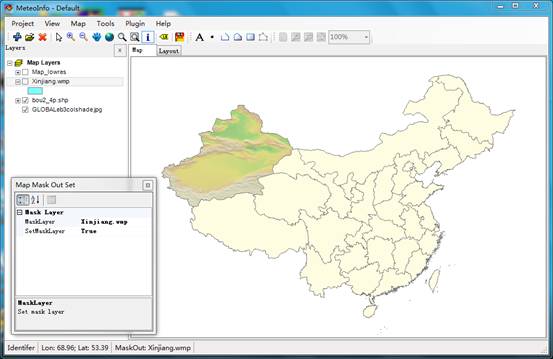 MeteoInfo - Default
Project View Map Tools Plugin Help
A 100%
Layers x Map Layout
Map Layers
Map_lowres
Xinjiang.wmp
bou2_4p.shp
GLOBALeb3colshade.jpg
Map Mask Out Set
Mask Layer
MaskLayer Xinjiang.wmp
SetMaskLayer True
MaskLayer
Set mask layer
Identifer Lon: 68.96; Lat: 53.39 MaskOut: Xinjiang.wmp